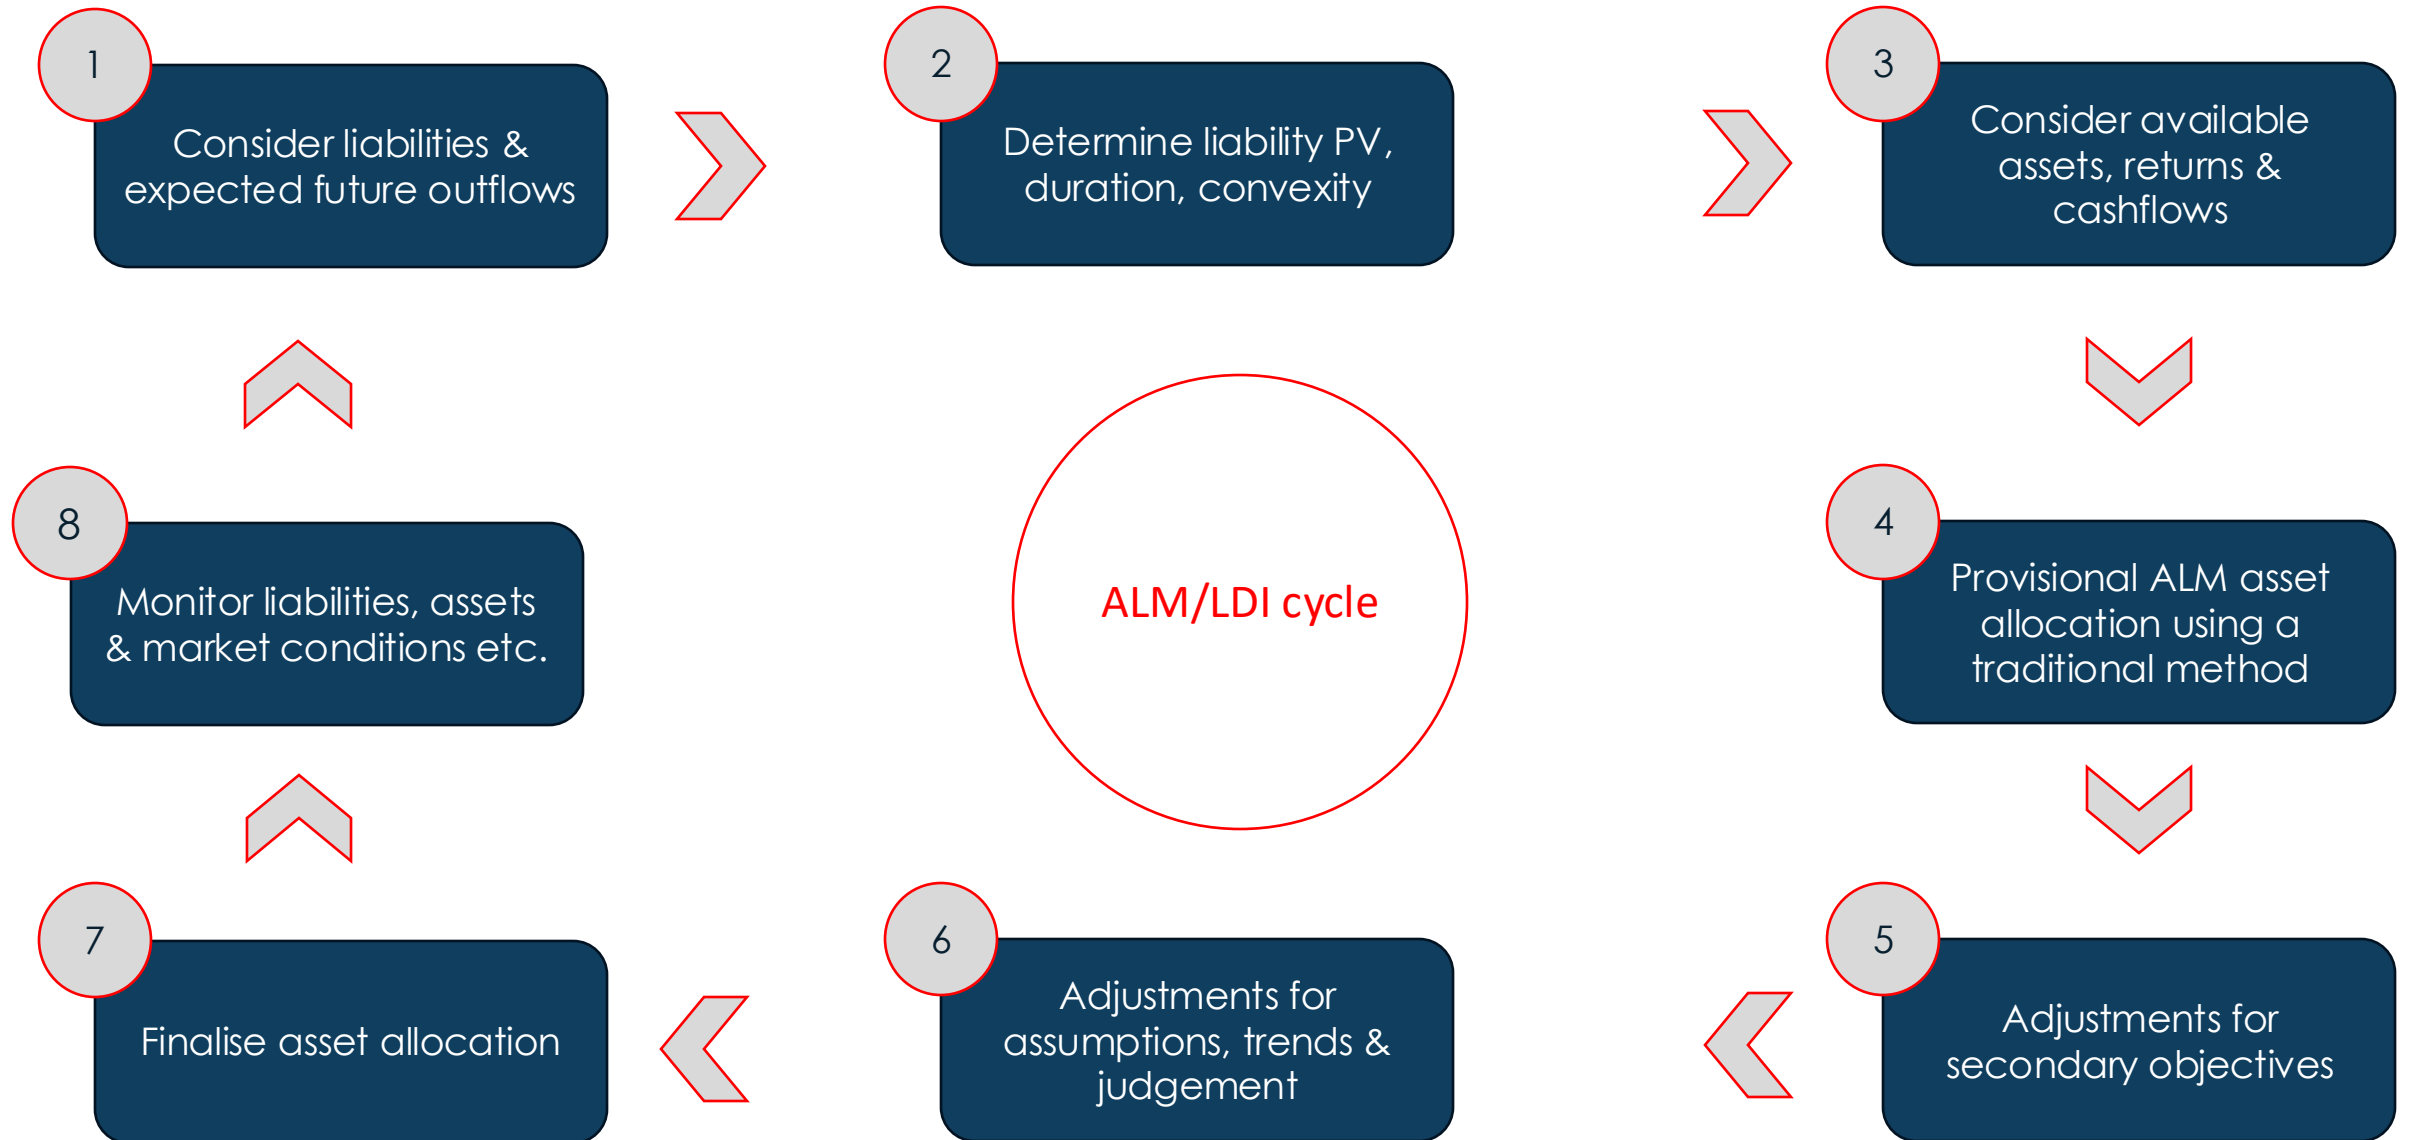 1
Consider liabilities &
expected future outflows
2
Determine liability PV,
duration, convexity
3
Consider available
assets, returns &
cashflows
8
Monitor liabilities, assets
& market conditions etc.
ALM/LDI cycle
4
Provisional ALM asset
allocation using a
traditional method
7
Finalise asset allocation
6
Adjustments for
assumptions, trends &
judgement
5
Adjustments for
secondary objectives